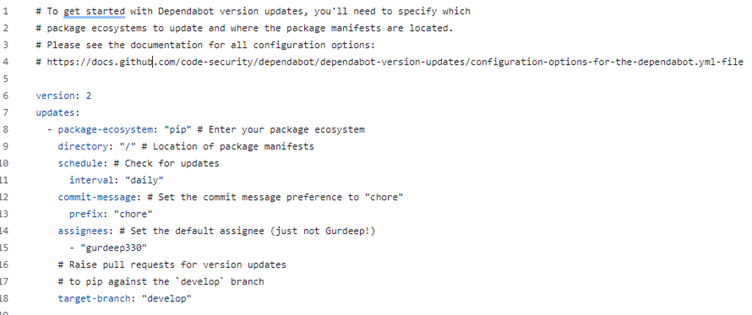 1 # To get started with Dependabot version updates, you'll need to specify which
2 # package ecosystems to update and where the package manifests are located.
3 # Please see the documentation for all configuration options:
4 # https://docs.github.com/code-security/dependabot/dependabot-version-updates/configuration-options-for-the-dependabot.yml-file
5
6 version: 2
7 updates:
8   - package-ecosystem: "pip" # Enter your package ecosystem
9     directory: "/" # Location of package manifests
10     schedule: # Check for updates
11       interval: "daily"
12     commit-message: # Set the commit message preference to "chore"
13       prefix: "chore"
14     assignees: # Set the default assignee (just not Gurdeep!)
15       - "gurdeep330"
16     # Raise pull requests for version updates
17     # to pip against the `develop` branch
18     target-branch: "develop"